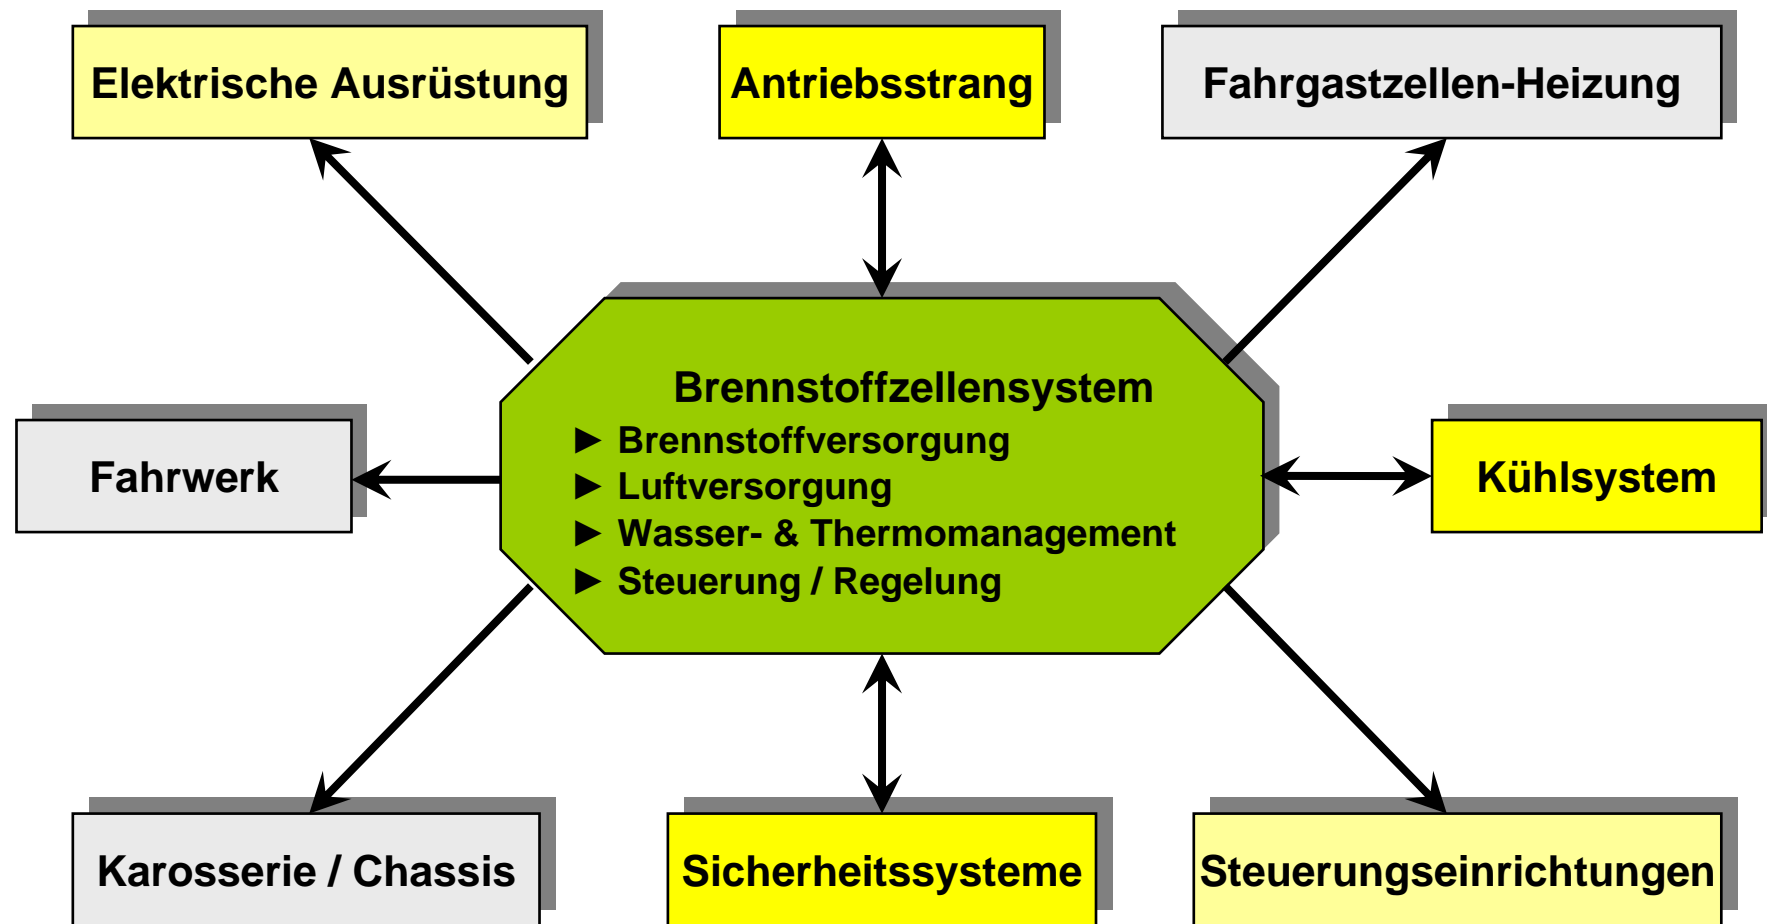 Elektrische Ausrüstung
Antriebsstrang
Fahrgastzellen-Heizung
Brennstoffzellensystem
► Brennstoffversorgung
► Luftversorgung
► Wasser- & Thermomanagement
► Steuerung / Regelung
Fahrwerk
Kühlsystem
Karosserie / Chassis
Sicherheitssysteme
Steuerungseinrichtungen